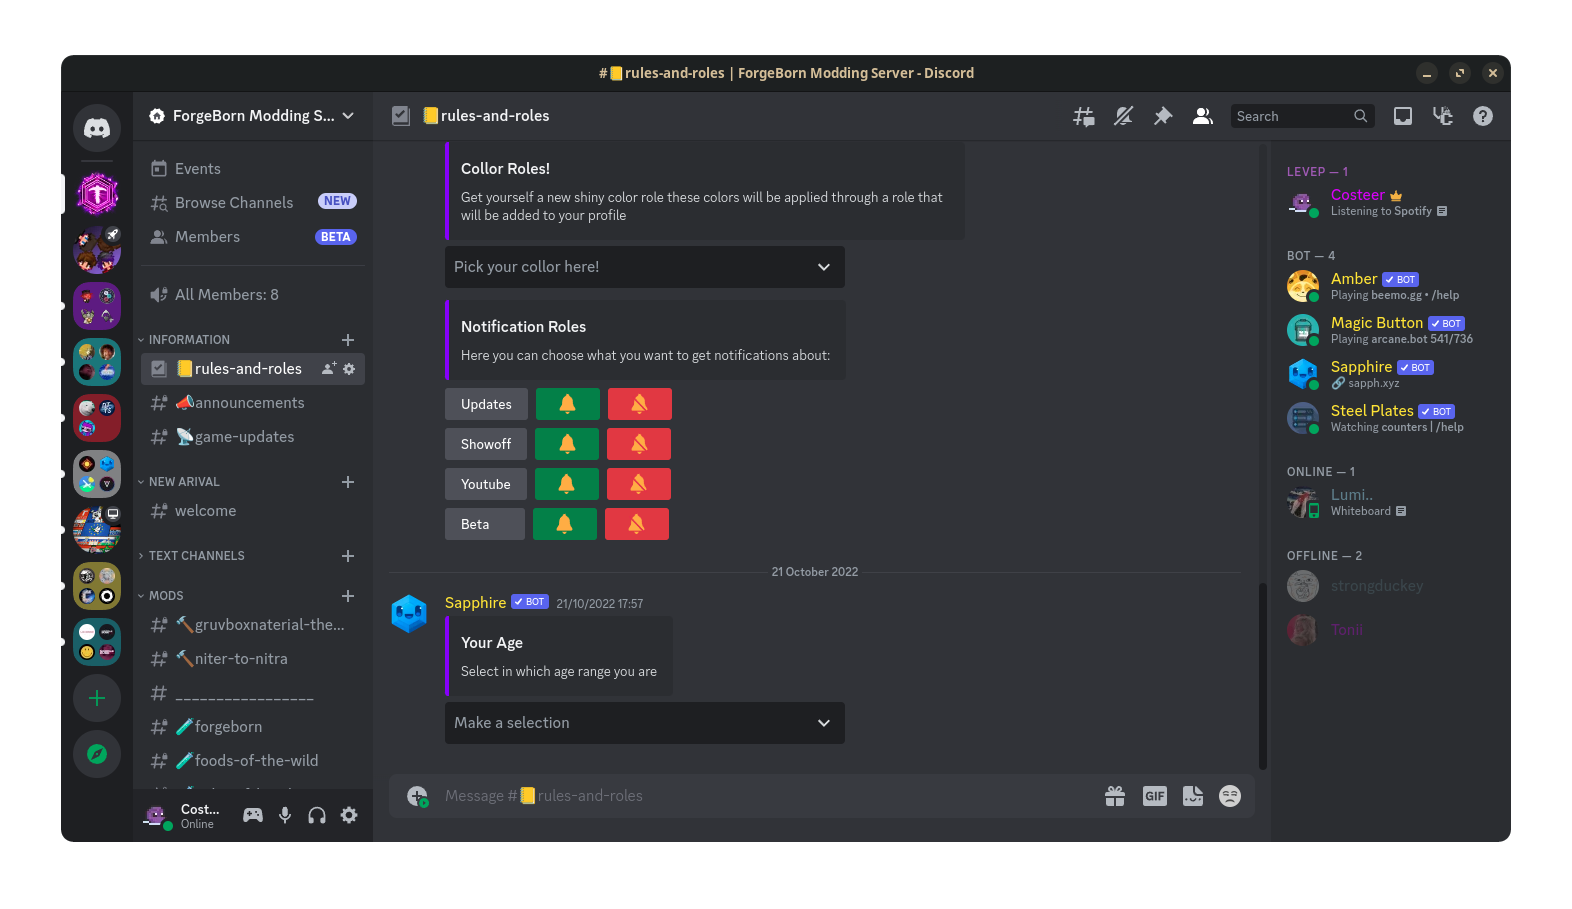 #📒rules-and-roles | ForgeBorn Modding Server - Discord
ForgeBorn Modding S...
Events
Browse Channels NEW
Members BETA
All Members: 8
INFORMATION
📒rules-and-roles
📣announcements
📡game-updates
NEW ARIVAL
welcome
TEXT CHANNELS
MODS
🔨gruvboxnaterial-the...
🔨niter-to-nitra
_________________
🧪forgeborn
🧪foods-of-the-wild
Cost...
Online
📒rules-and-roles
Search
Collor Roles!
Get yourself a new shiny color role these colors will be applied through a role that
will be added to your profile
Pick your collor here!
Notification Roles
Here you can choose what you want to get notifications about:
Updates
Showoff
Youtube
Beta
21 October 2022
Sapphire BOT 21/10/2022 17:57
Your Age
Select in which age range you are
Make a selection
Message #📒rules-and-roles
GIF
LEVEP — 1
Costeer
Listening to Spotify
BOT — 4
Amber BOT
Playing beemo.gg • /help
Magic Button BOT
Playing arcane.bot 541/736
Sapphire BOT
🔗 sapph.xyz
Steel Plates BOT
Watching counters | /help
ONLINE — 1
Lumi..
Whiteboard
OFFLINE — 2
strongduckey
Tonii